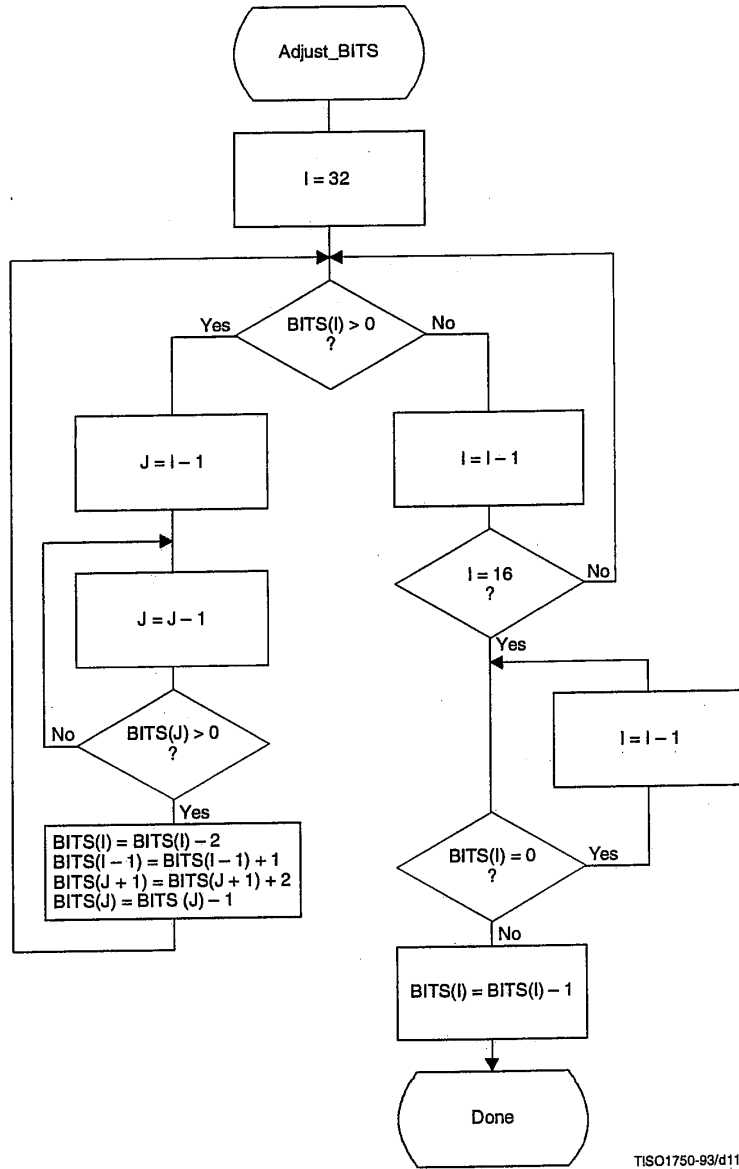 Adjust_BITS
I = 32
BITS(I) > 0
?
Yes
No
J = I – 1
I = I – 1
I = 16
?
No
Yes
J = J – 1
BITS(J) > 0
?
No
Yes
I = I – 1
BITS(I) = BITS(I) – 2
BITS(I – 1) = BITS(I – 1) + 1
BITS(J + 1) = BITS(J + 1) + 2
BITS(J) = BITS (J) – 1
BITS(I) = 0
?
Yes
No
BITS(I) = BITS(I) – 1
Done
TISO1750-93/d11